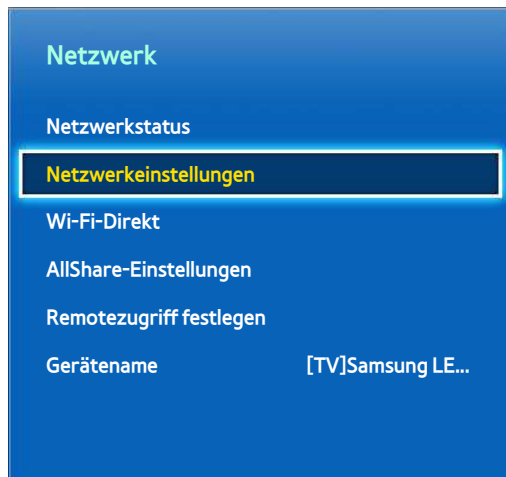 Netzwerk
Netzwerkstatus
Netzwerkeinstellungen
Wi-Fi-Direkt
AllShare-Einstellungen
Remotezugriff festlegen
Gerätename [TV]Samsung LE...